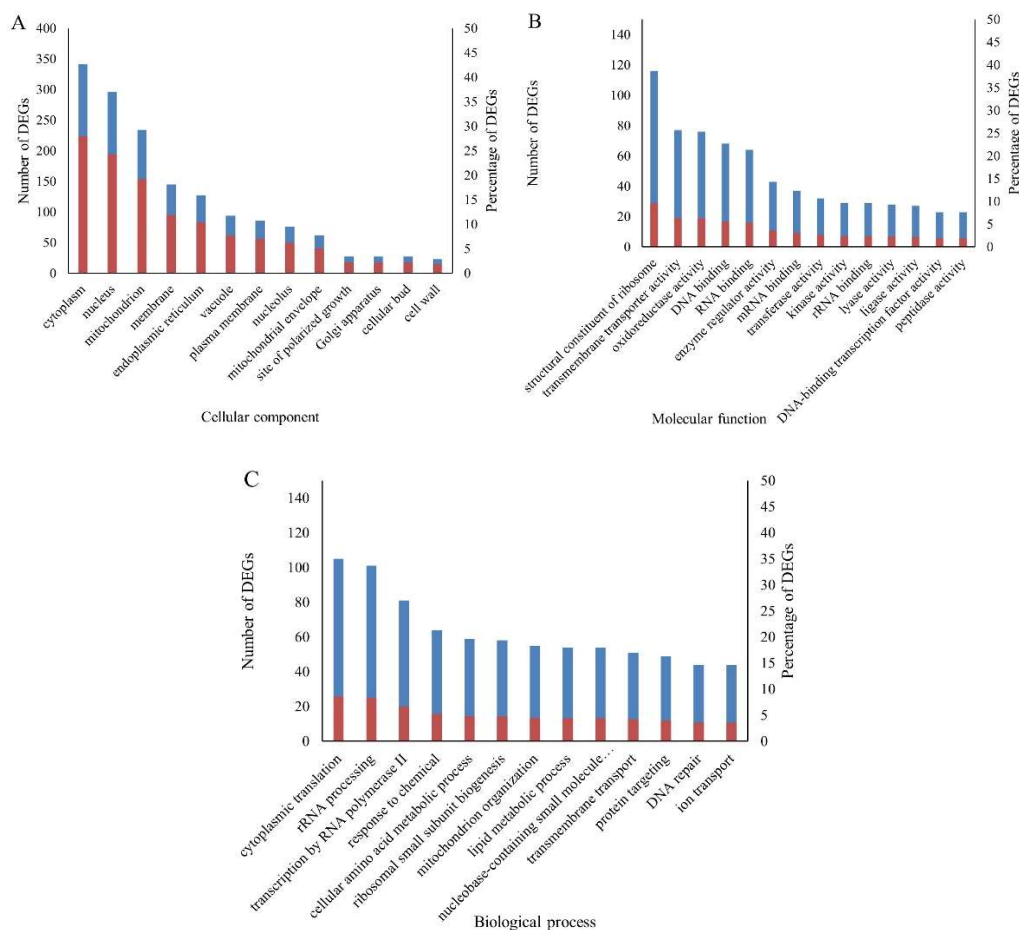 A
400
350
300
250
200
150
100
50
0
Number of DEGs
50
45
40
35
30
25
20
15
10
5
0
Percentage of DEGs
cytoplasm
nucleus
mitochondrion
membrane
endoplasmic reticulum
vacuole
plasma membrane
nucleolus
mitochondrial envelope
site of polarized growth
Golgi apparatus
cellular bud
cell wall
Cellular component
B
140
120
100
80
60
40
20
0
Number of DEGs
50
45
40
35
30
25
20
15
10
5
0
Percentage of DEGs
structural constituent of ribosome
transmembrane transporter activity
oxidoreductase activity
DNA binding
RNA binding
enzyme regulator activity
mRNA binding
transferase activity
kinase activity
rRNA binding
lyase activity
ligase activity
DNA-binding transcription factor activity
peptidase activity
Molecular function
C
140
120
100
80
60
40
20
0
Number of DEGs
50
45
40
35
30
25
20
15
10
5
0
Percentage of DEGs
cytoplasmic translation
rRNA processing
transcription by RNA polymerase II
response to chemical
cellular amino acid metabolic process
ribosomal small subunit biogenesis
mitochondrion organization
lipid metabolic process
nucleobase-containing small molecule…
transmembrane transport
protein targeting
DNA repair
ion transport
Biological process